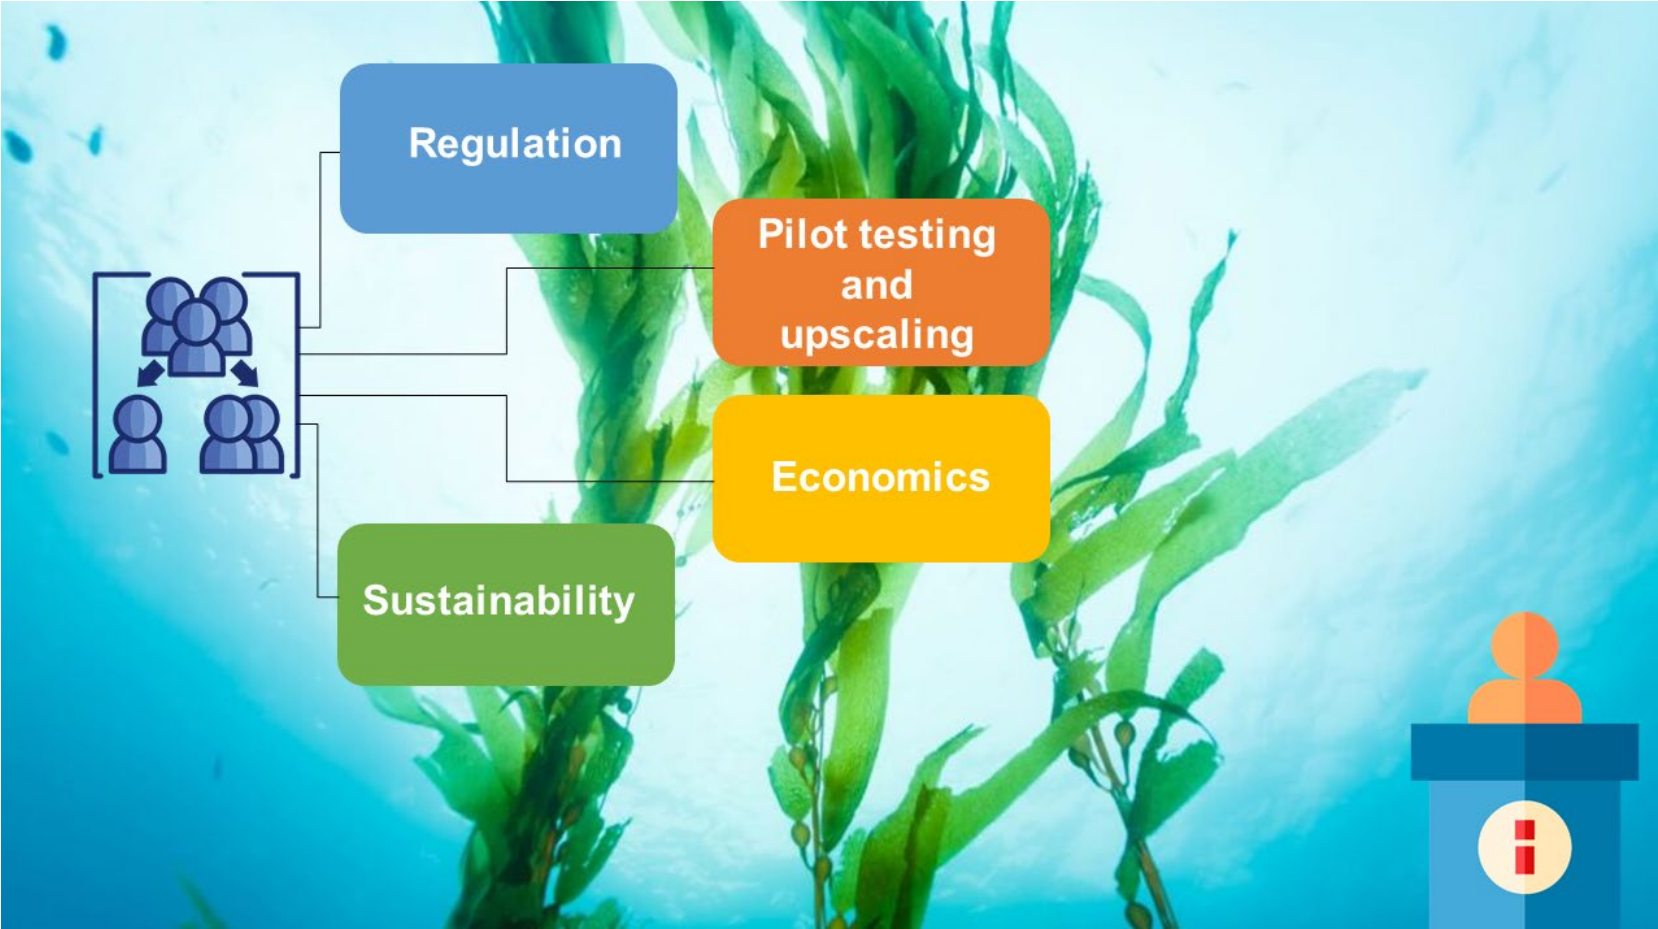 Regulation
Pilot testing
and
upscaling
Economics
Sustainability